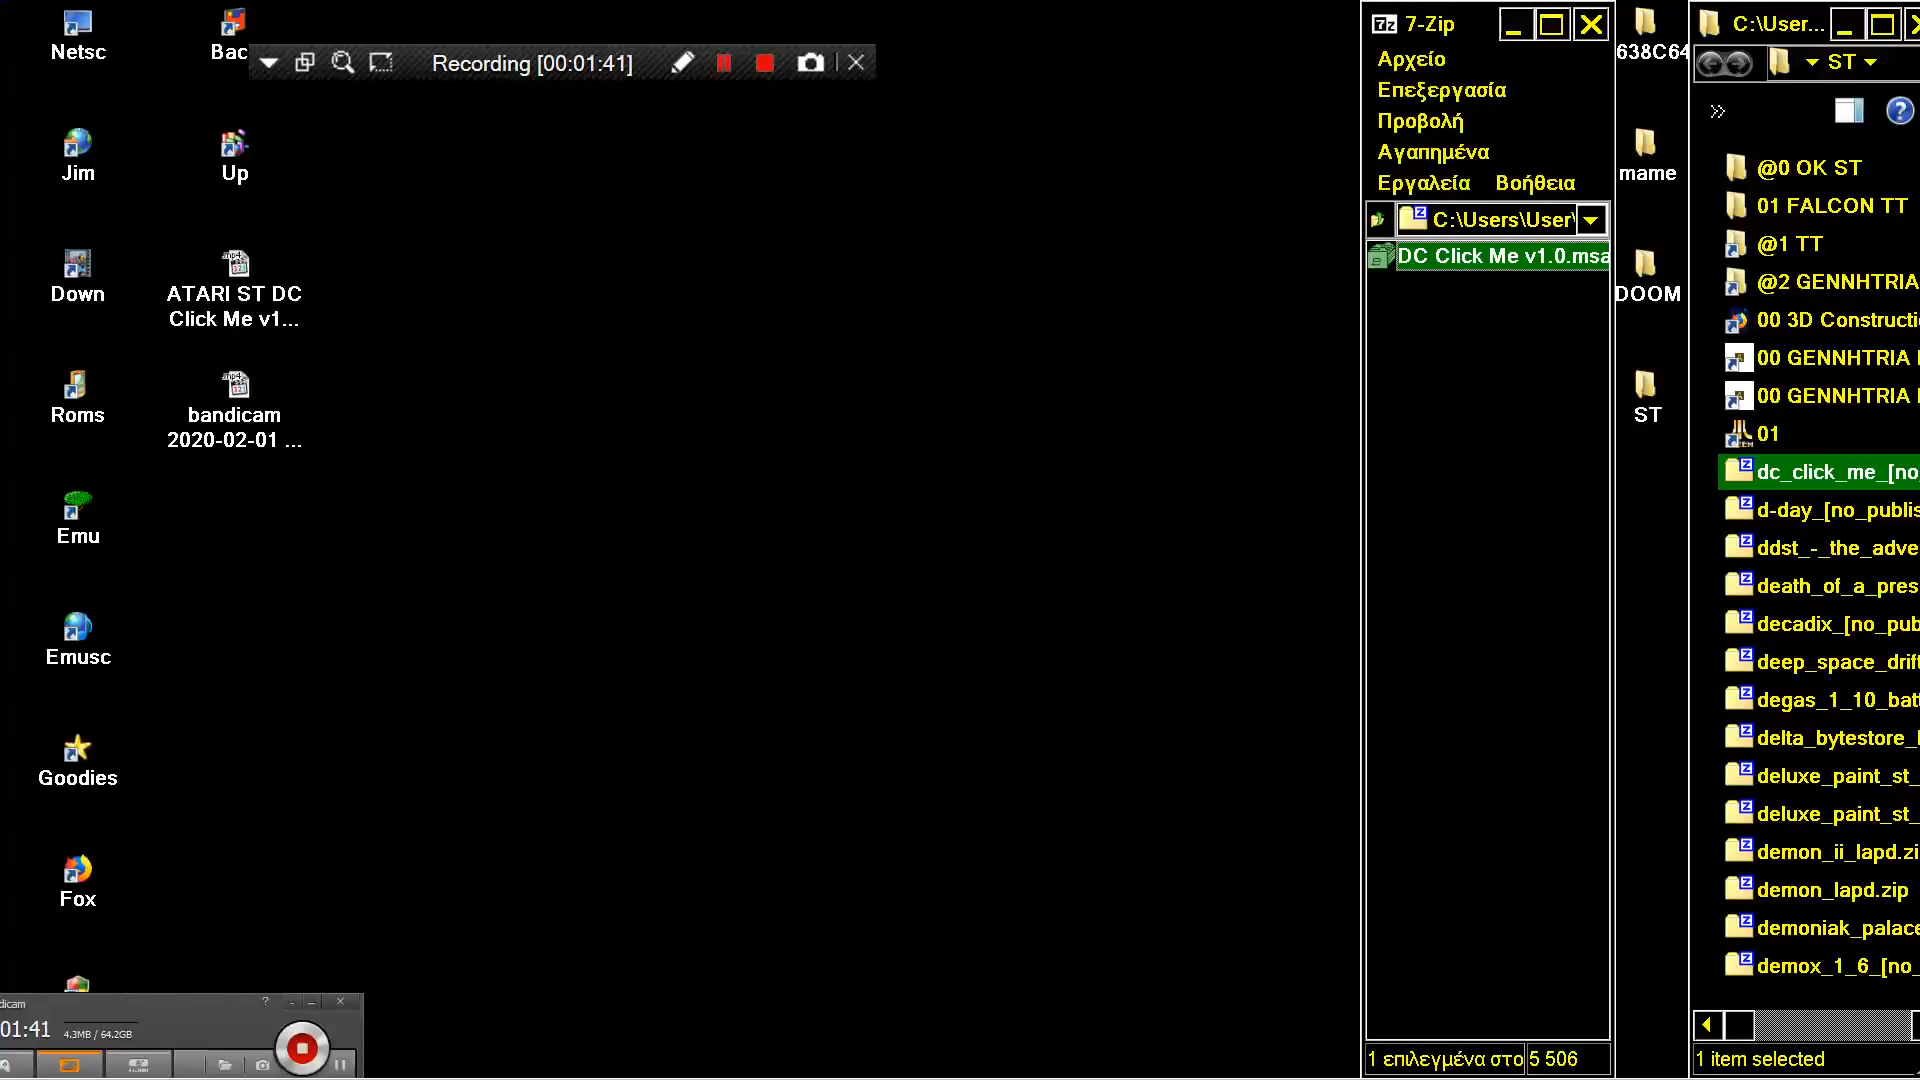 Netsc
Bac
Jim
Up
Down
ATARI ST DC
Click Me v1...
Roms
bandicam
2020-02-01 ...
Emu
Emusc
Goodies
Fox
Recording [00:01:41]
dicam
01:41
4.3MB / 64.2GB
7-Zip
Αρχείο
Επεξεργασία
Προβολή
Αγαπημένα
Εργαλεία Βοήθεια
C:\Users\User\
DC Click Me v1.0.msa
1 επιλεγμένα στο 5 506
638C64
mame
DOOM
ST
C:\User...
ST
@0 OK ST
01 FALCON TT
@1 TT
@2 GENNHTRIA
00 3D Constructi
00 GENNHTRIA
00 GENNHTRIA
01
dc_click_me_[no_
d-day_[no_publis
ddst_-_the_adve
death_of_a_pres
decadix_[no_pub
deep_space_drift
degas_1_10_batt
delta_bytestore_
deluxe_paint_st_
deluxe_paint_st_
demon_ii_lapd.zi
demon_lapd.zip
demoniak_palace
demox_1_6_[no_
1 item selected